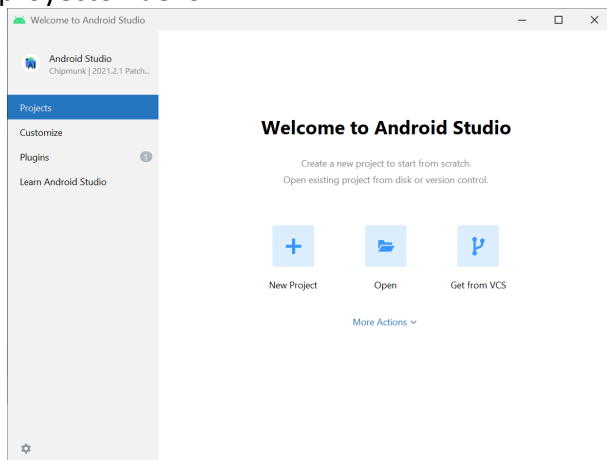 Welcome to Android Studio
Android Studio
Chipmunk | 2021.2.1 Patch...
Projects
Customize
Plugins
1
Learn Android Studio
Welcome to Android Studio
Create a new project to start from scratch.
Open existing project from disk or version control.
New Project
Open
Get from VCS
More Actions